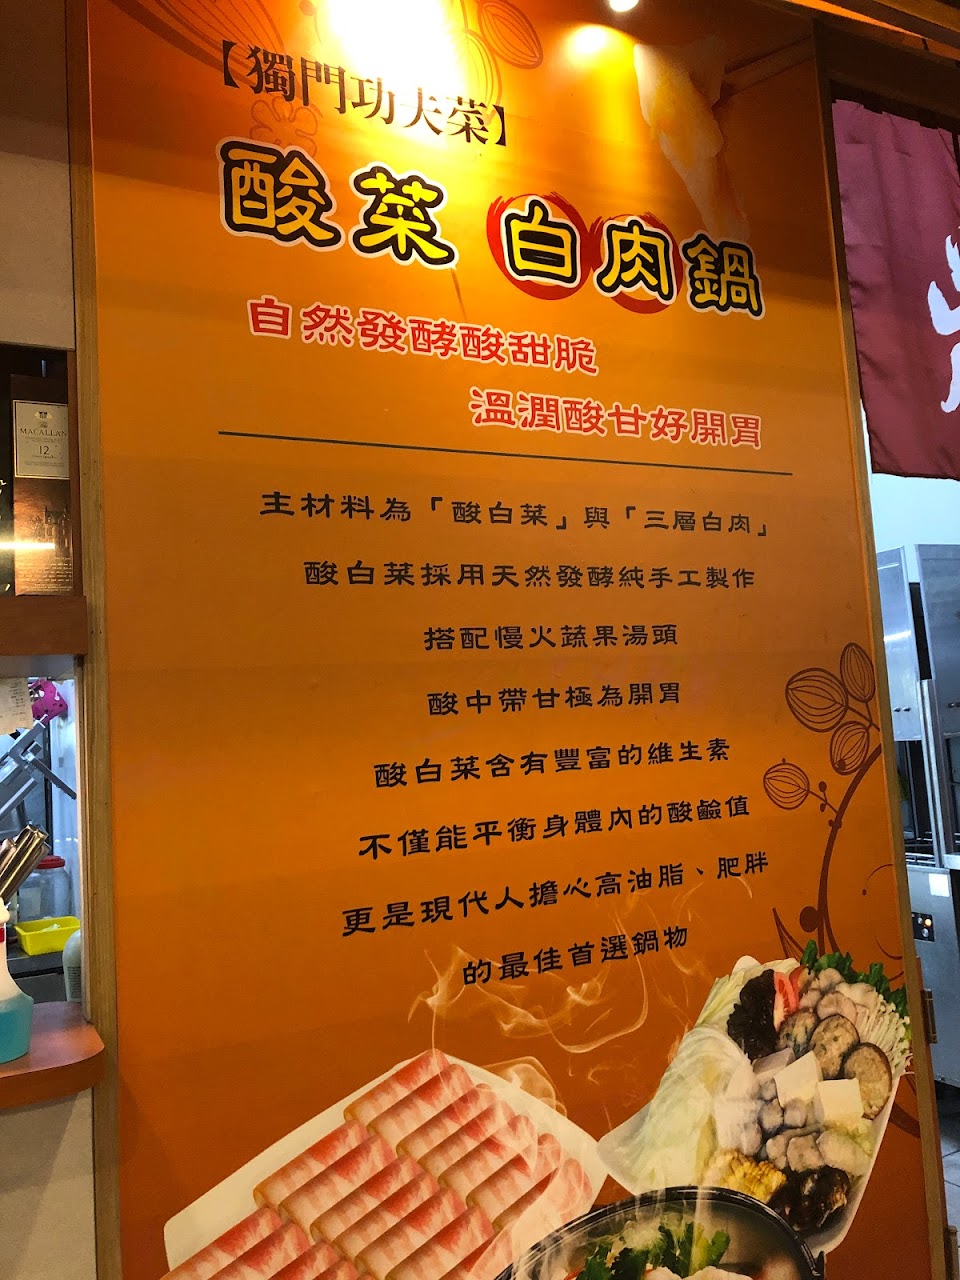 【獨門功夫菜】
酸菜白肉鍋
自然發酵酸甜脆
溫潤酸甘好開胃
主材料為「酸白菜」與「三層白肉」
酸白菜採用天然發酵純手工製作
搭配慢火蔬果湯頭
酸中帶甘極為開胃
酸白菜含有豐富的維生素
不僅能平衡身體內的酸鹼值
更是現代人擔心高油脂、肥胖
的最佳首選鍋物
MACALLAN
12